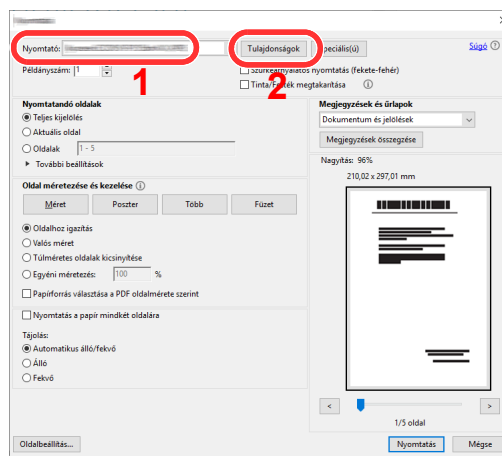 Nyomtató:
Tulajdonságok
peciális(ú)
Súgó
Példányszám: 1
Szürkeárnyalatos nyomtatás (fekete-fehér)
Tinta/Festék megtakarítása
1
2
Nyomtatandó oldalak
Teljes kijelölés
Aktuális oldal
Oldalak 1 - 5
További beállítások
Oldal méretezése és kezelése
Méret Poszter Több Füzet
Oldalhoz igazítás
Valós méret
Túlméretes oldalak kicsinyítése
Egyéni méretezés: 100 %
Papírforrás választása a PDF oldalmérete szerint
Nyomtatás a papír mindkét oldalára
Tájolás:
Automatikus álló/fekvő
Álló
Fekvő
Megjegyzések és űrlapok
Dokumentum és jelölések
Megjegyzések összegzése
Nagyítás: 96%
210,02 x 297,01 mm
< >
1/5 oldal
Oldalbeállítás...
Nyomtatás
Mégse